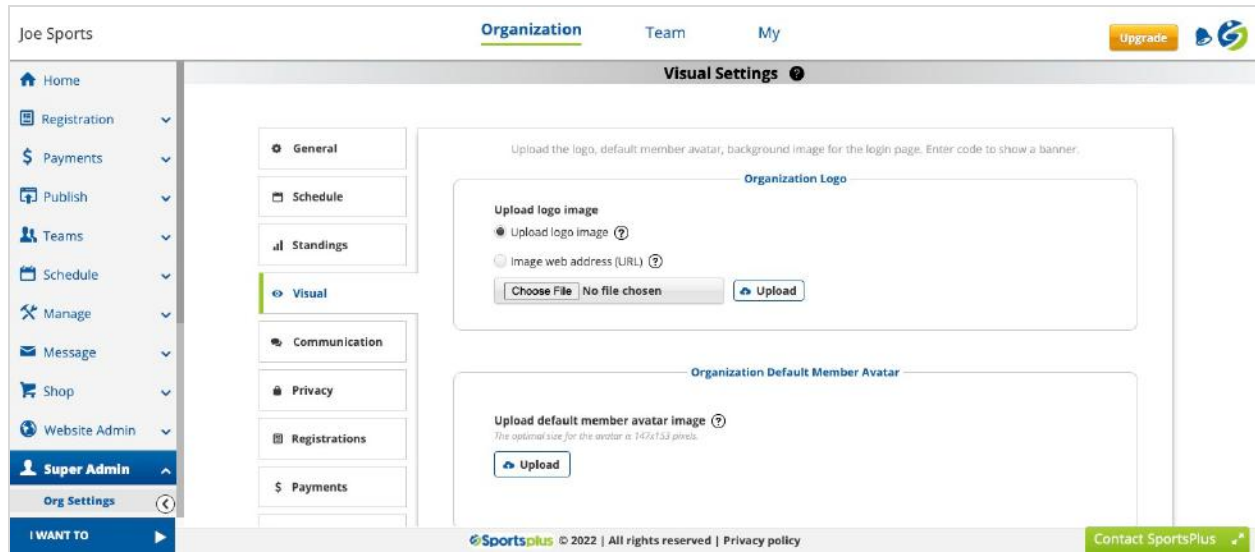 Joe Sports
Organization Team My
Upgrade
Visual Settings ?
Home
Registration
Payments
Publish
Teams
Schedule
Manage
Message
Shop
Website Admin
Super Admin
Org Settings
I WANT TO
General
Schedule
Standings
Visual
Communication
Privacy
Registrations
$ Payments
Upload the logo, default member avatar, background image for the login page. Enter code to show a banner.
Organization Logo
Upload logo image
Upload logo image ?
Image web address (URL) ?
Choose File No file chosen Upload
Organization Default Member Avatar
Upload default member avatar image ?
The optimal size for the avatar is 147x153 pixels.
Upload
Sportsplus © 2022 | All rights reserved | Privacy policy
Contact SportsPlus